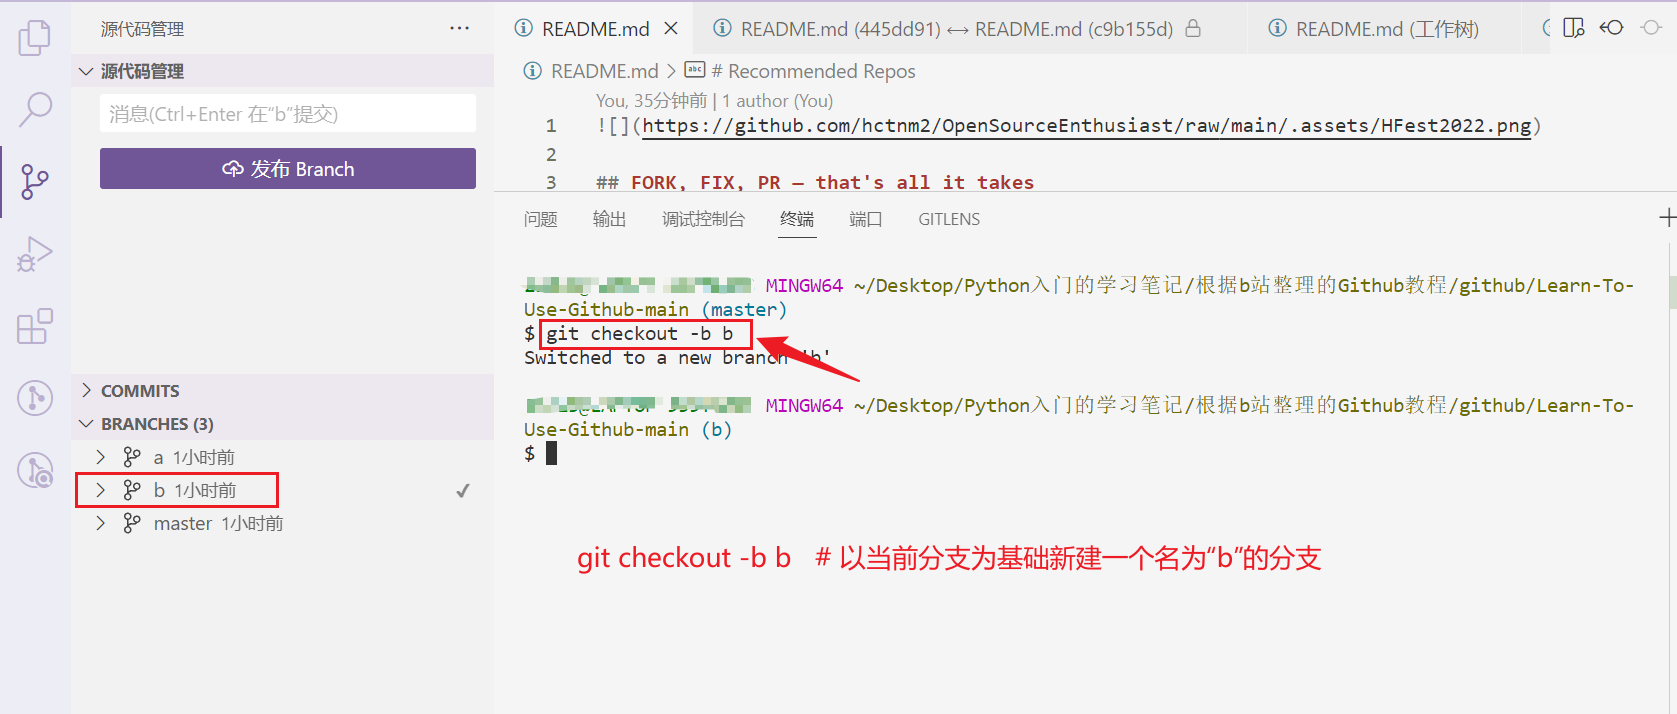 源代码管理
源代码管理
消息(Ctrl+Enter 在“b”提交)
发布 Branch
COMMITS
BRANCHES (3)
a 1小时前
b 1小时前
master 1小时前
README.md
README.md (445dd91) ↔ README.md (c9b155d)
README.md (工作树)
README.md > # Recommended Repos
You, 35分钟前 | 1 author (You)
1 ![](https://github.com/hctnm2/OpenSourceEnthusiast/raw/main/.assets/HFest2022.png)
2
3 ## FORK, FIX, PR — that's all it takes
问题 输出 调试控制台 终端 端口 GITLENS
MINGW64 ~/Desktop/Python入门的学习笔记/根据b站整理的Github教程/github/Learn-To-
Use-Github-main (master)
$ git checkout -b b
Switched to a new branch 'b'
MINGW64 ~/Desktop/Python入门的学习笔记/根据b站整理的Github教程/github/Learn-To-
Use-Github-main (b)
$
git checkout -b b # 以当前分支为基础新建一个名为“b”的分支